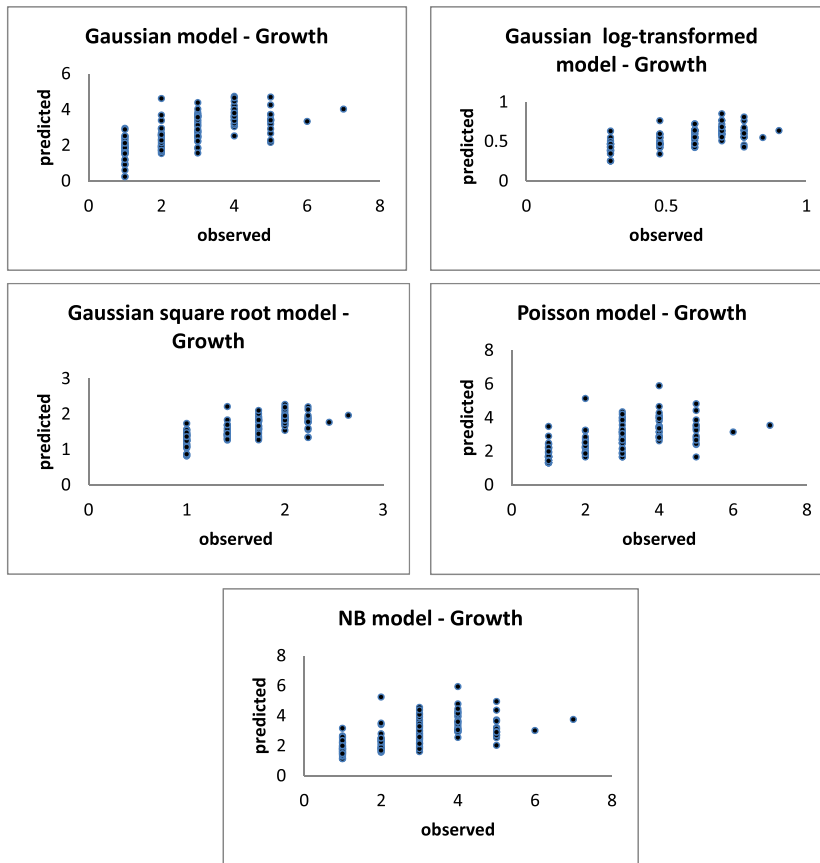 Gaussian model - Growth
6
4
2
0
0 2 4 6 8
predicted
observed
Gaussian log-transformed
model - Growth
1
0.5
0
0 0.5 1
predicted
observed
Gaussian square root model -
Growth
3
2
1
0
0 1 2 3
predicted
observed
Poisson model - Growth
8
6
4
2
0
0 2 4 6 8
predicted
observed
NB model - Growth
8
6
4
2
0
0 2 4 6 8
predicted
observed